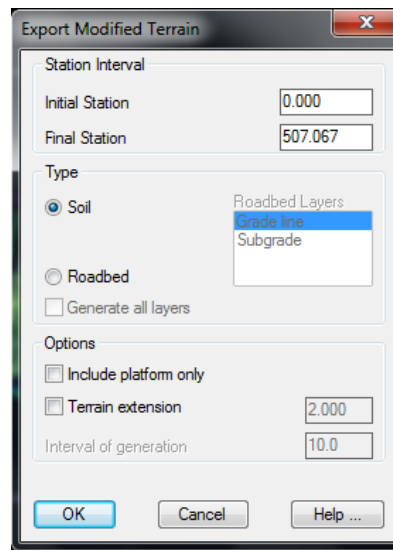 Export Modified Terrain
Station Interval
Initial Station 0.000
Final Station 507.067
Type
Soil
Roadbed Layers
Grade line
Subgrade
Roadbed
Generate all layers
Options
Include platform only
Terrain extension 2.000
Interval of generation 10.0
OK Cancel Help ...